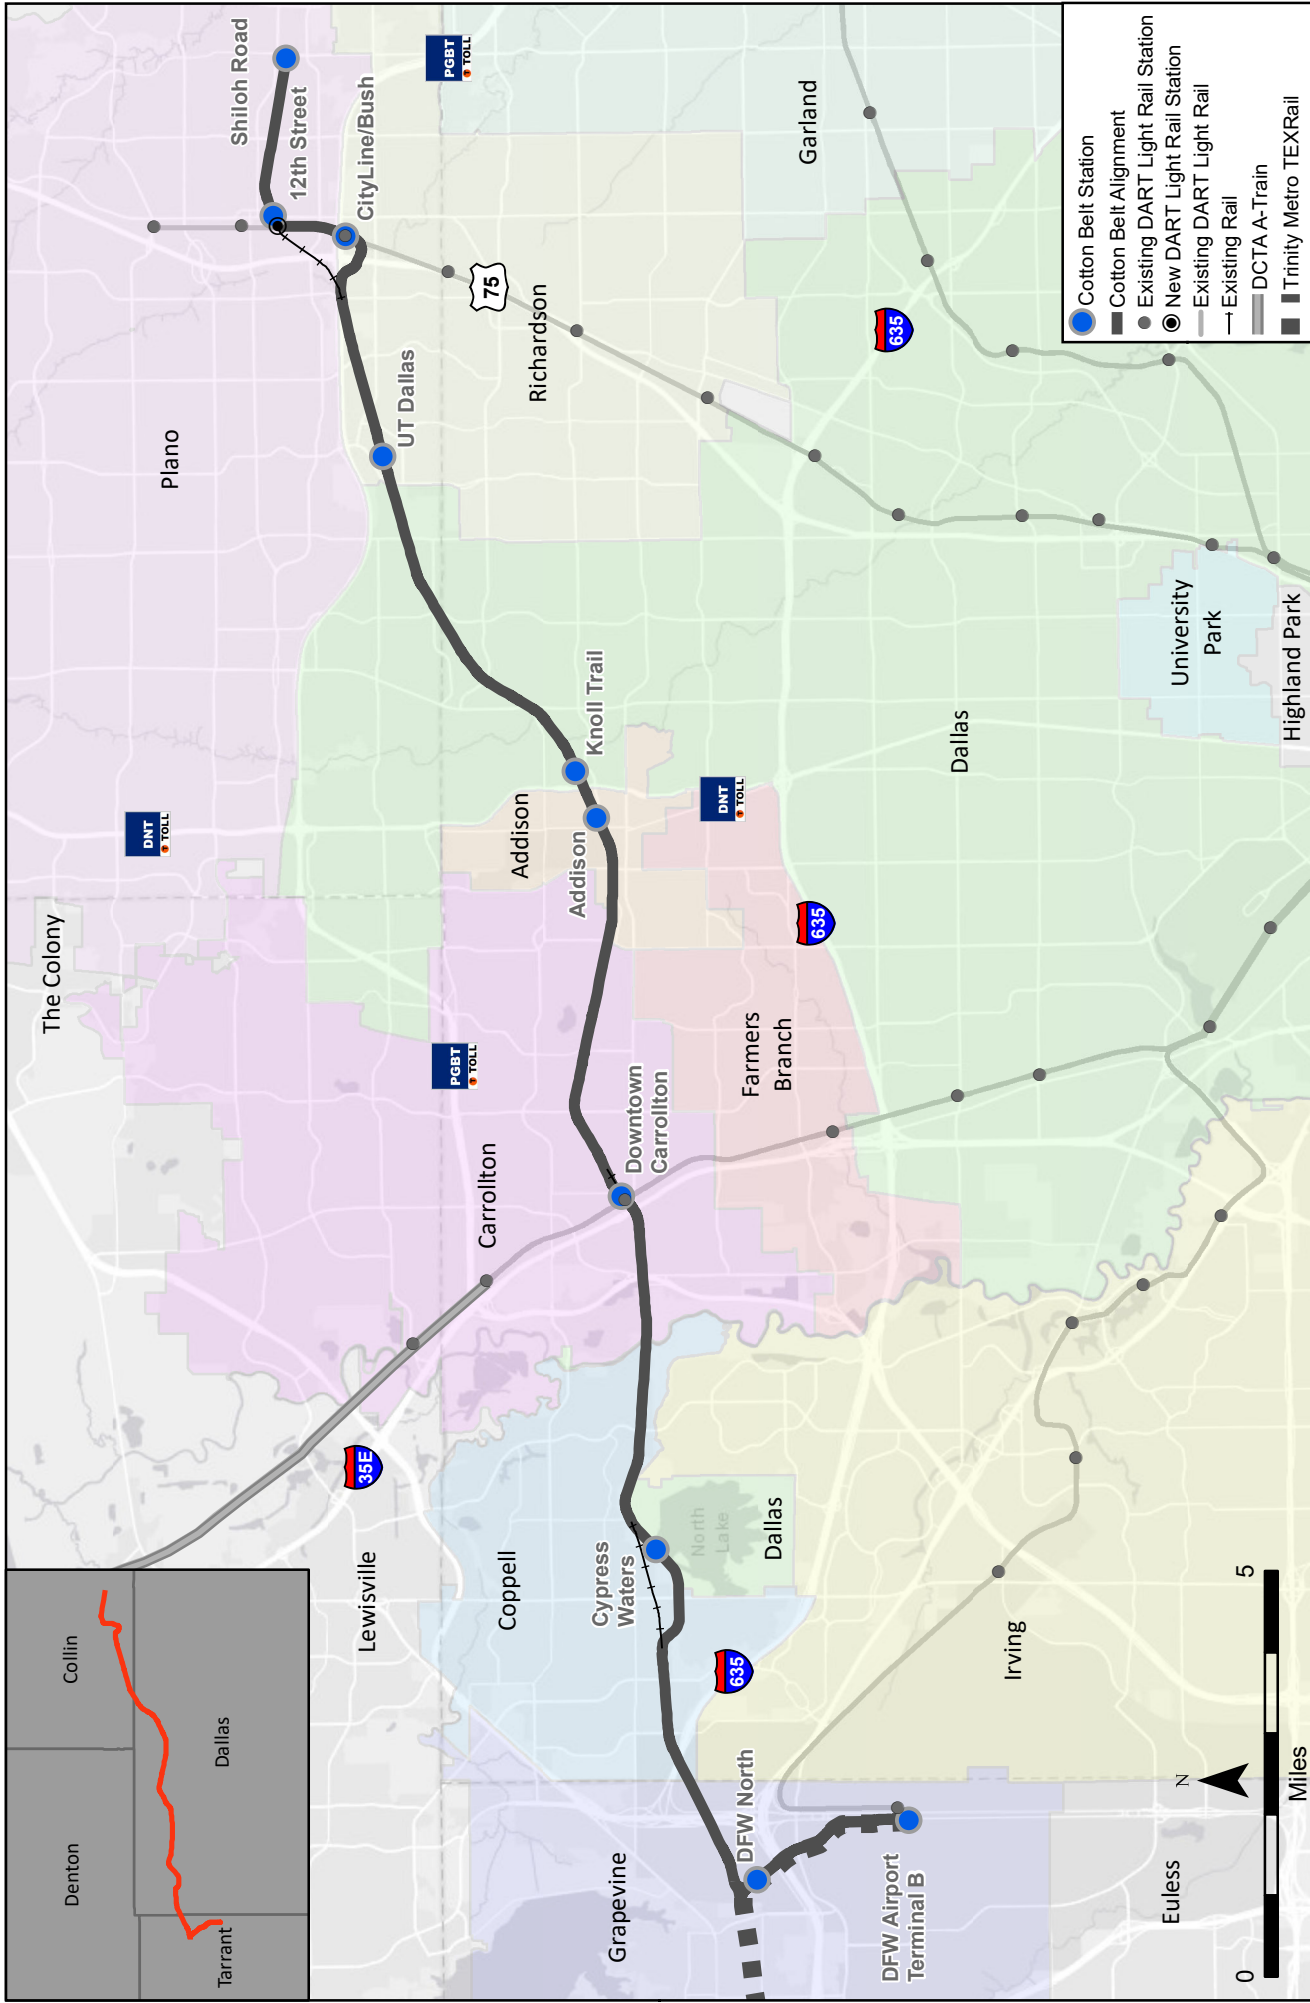 Collin
Denton
Dallas
Tarrant
The Colony
DNT
TOLL
Plano
Shiloh Road
12th Street
CityLine/Bush
PGBT
TOLL
UT Dallas
75
Richardson
Garland
635
Lewisville
35E
Carrollton
PGBT
TOLL
Addison
Addison
Knoll Trail
DNT
TOLL
Coppell
Cypress
Waters
North
Lake
Dallas
Downtown
Carrollton
Farmers
Branch
635
Dallas
University
Park
Highland Park
Grapevine
DFW North
635
DFW Airport
Terminal B
Irving
Euless
N
0
5
Miles
Cotton Belt Station
Cotton Belt Alignment
Existing DART Light Rail Station
New DART Light Rail Station
Existing DART Light Rail
Existing Rail
DCTA A-Train
Trinity Metro TEXRail